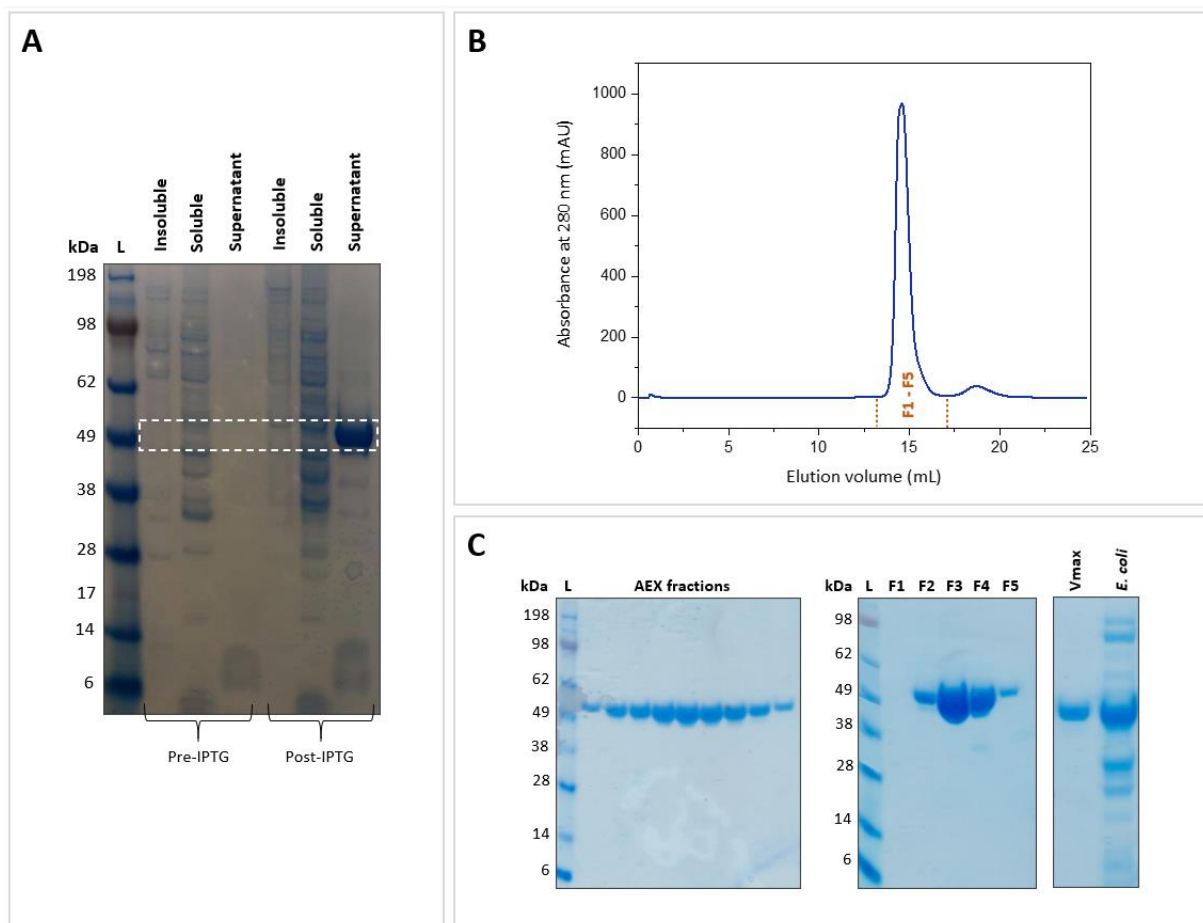 A
Insoluble
Soluble
Supernatant
Insoluble
Soluble
Supernatant
kDa L
198
98
62
49
38
28
17
14
6
Pre-IPTG Post-IPTG
B
Absorbance at 280 nm (mAU)
1000
800
600
400
200
0
F1 - F5
0 5 10 15 20 25
Elution volume (mL)
C
kDa L AEX fractions
198
98
62
49
38
28
14
6
kDa L F1 F2 F3 F4 F5
98
62
49
38
28
14
6
Vmax
E. coli